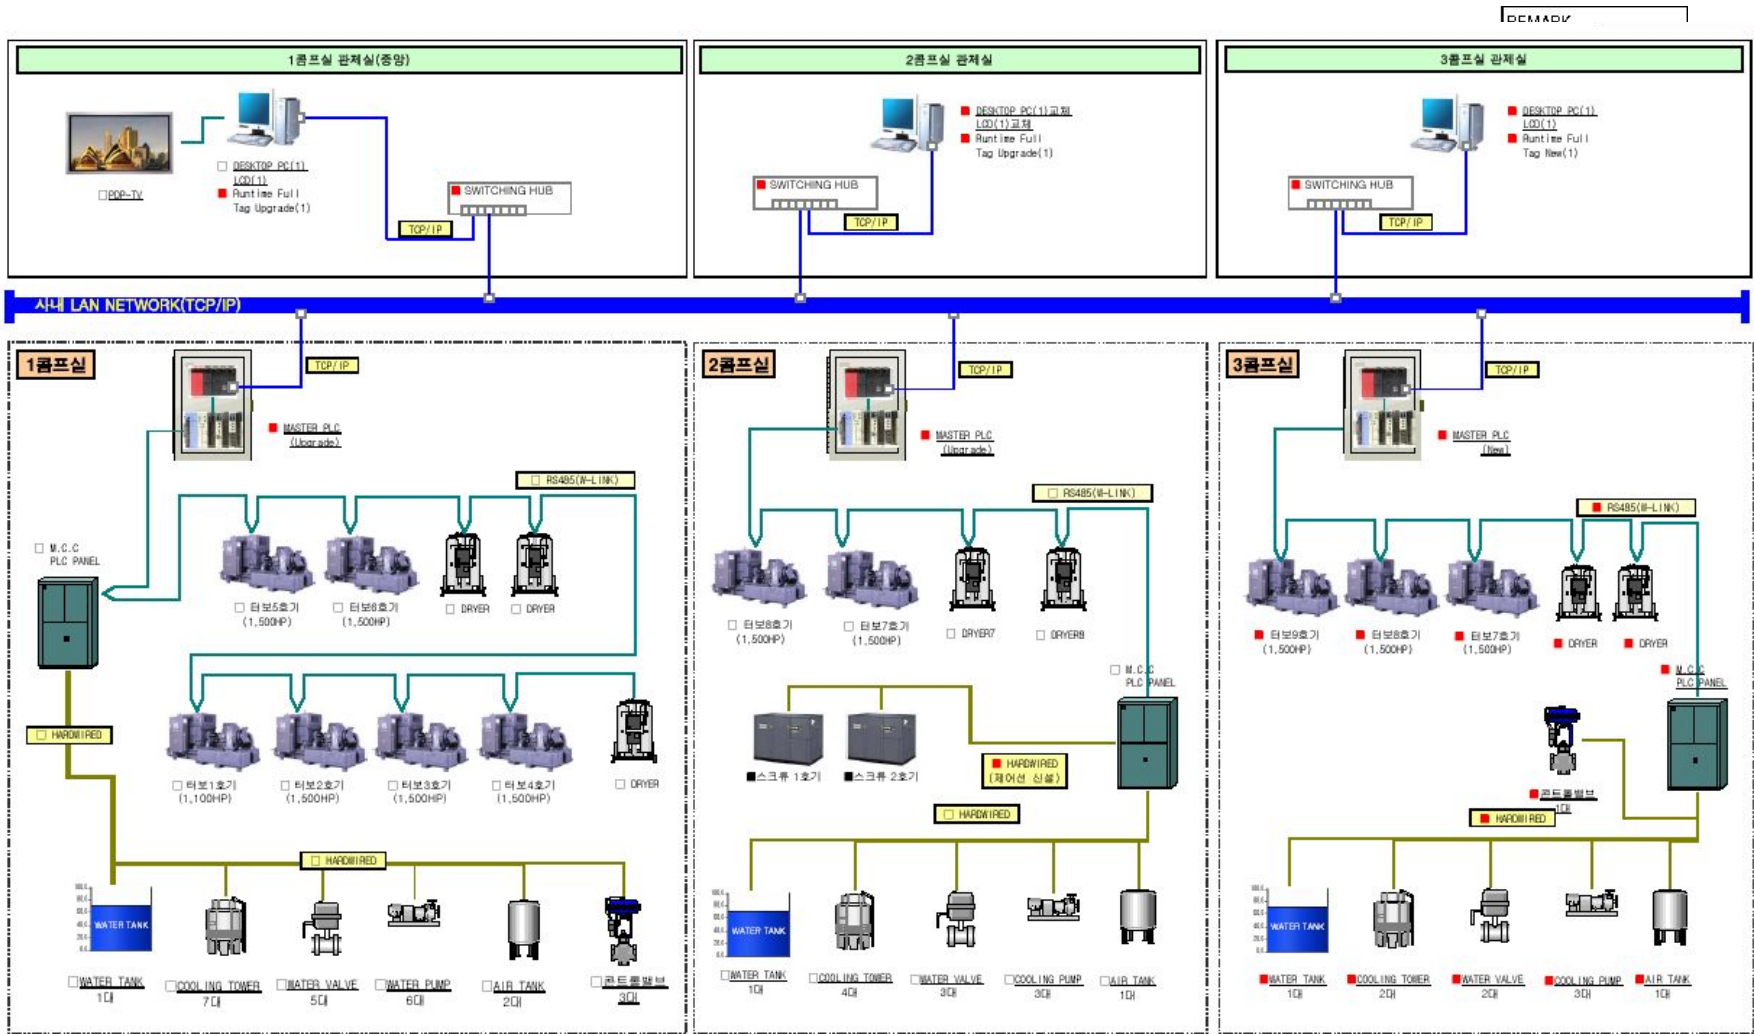 REMARK
1콤프실 관제실(중앙)
□PDP-TV
□ DESKTOP PC(1)
LCD(1)
■ Runtime Full
Tag Upgrade(1)
■ SWITCHING HUB
TCP/IP
2콤프실 관제실
■ DESKTOP PC(1)교체
LCD(1)교체
■ Runtime Full
Tag Upgrade(1)
■ SWITCHING HUB
TCP/IP
3콤프실 관제실
■ DESKTOP PC(1)
LCD(1)
■ Runtime Full
Tag New(1)
■ SWITCHING HUB
TCP/IP
사내 LAN NETWORK(TCP/IP)
1콤프실
TCP/IP
■ MASTER PLC
(Upgrade)
□ RS485(W-LINK)
□ M.C.C
PLC PANEL
□ 터보5호기
(1,500HP)
□ 터보6호기
(1,500HP)
□ DRYER
□ DRYER
□ HARDWIRED
□ 터보1호기
(1,100HP)
□ 터보2호기
(1,500HP)
□ 터보3호기
(1,500HP)
□ 터보4호기
(1,500HP)
□ DRYER
□ HARDWIRED
WATER TANK
□WATER TANK
1대
□COOLING TOWER
7대
□WATER VALVE
5대
□WATER PUMP
6대
□AIR TANK
2대
□콘트롤밸브
3대
2콤프실
TCP/IP
■ MASTER PLC
(Upgrade)
□ RS485(W-LINK)
□ 터보8호기
(1,500HP)
□ 터보7호기
(1,500HP)
□ DRYER7
□ DRYER8
□ M.C.C
PLC PANEL
■스크류 1호기
■스크류 2호기
■ HARDWIRED
(제어선 신설)
□ HARDWIRED
WATER TANK
□WATER TANK
1대
□COOLING TOWER
4대
□WATER VALVE
3대
□COOLING PUMP
3대
□AIR TANK
1대
3콤프실
TCP/IP
■ MASTER PLC
(New)
■ RS485(W-LINK)
■ 터보9호기
(1,500HP)
■ 터보8호기
(1,500HP)
■ 터보7호기
(1,500HP)
■ DRYER
■ DRYER
■ M.C.C
PLC PANEL
■콘트롤밸브
1대
■ HARDWIRED
WATER TANK
■WATER TANK
1대
■COOLING TOWER
2대
■WATER VALVE
2대
■COOLING PUMP
3대
■AIR TANK
1대